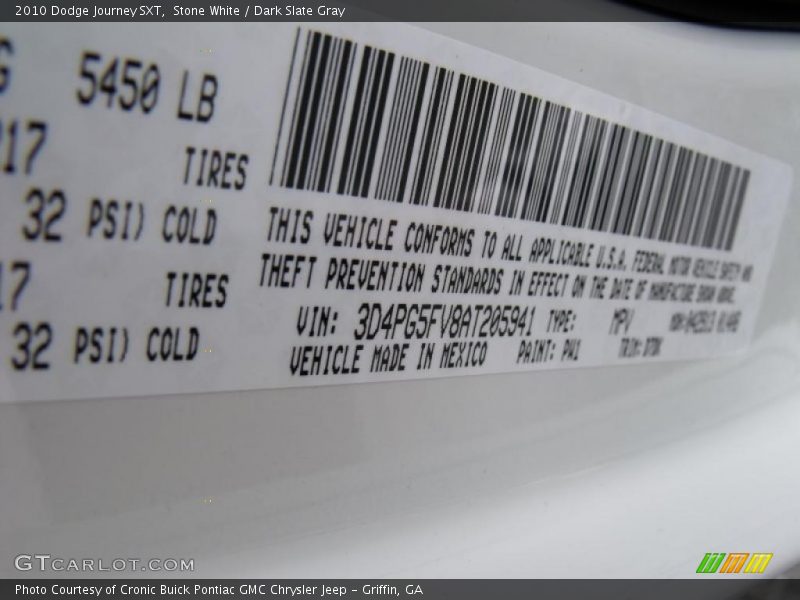 2010 Dodge Journey SXT, Stone White / Dark Slate Gray
G 5450 LB
17 TIRES
32 PSI) COLD
17 TIRES
32 PSI) COLD
THIS VEHICLE CONFORMS TO ALL APPLICABLE U.S.A. FEDERAL MOTOR VEHICLE SAFETY AND
THEFT PREVENTION STANDARDS IN EFFECT ON THE DATE OF MANUFACTURE SHOWN ABOVE.
VIN: 3D4PG5FV8AT205941 TYPE: MPV
VEHICLE MADE IN MEXICO PAINT: PW1 TRIM:
GTCARLOT.COM
Photo Courtesy of Cronic Buick Pontiac GMC Chrysler Jeep - Griffin, GA